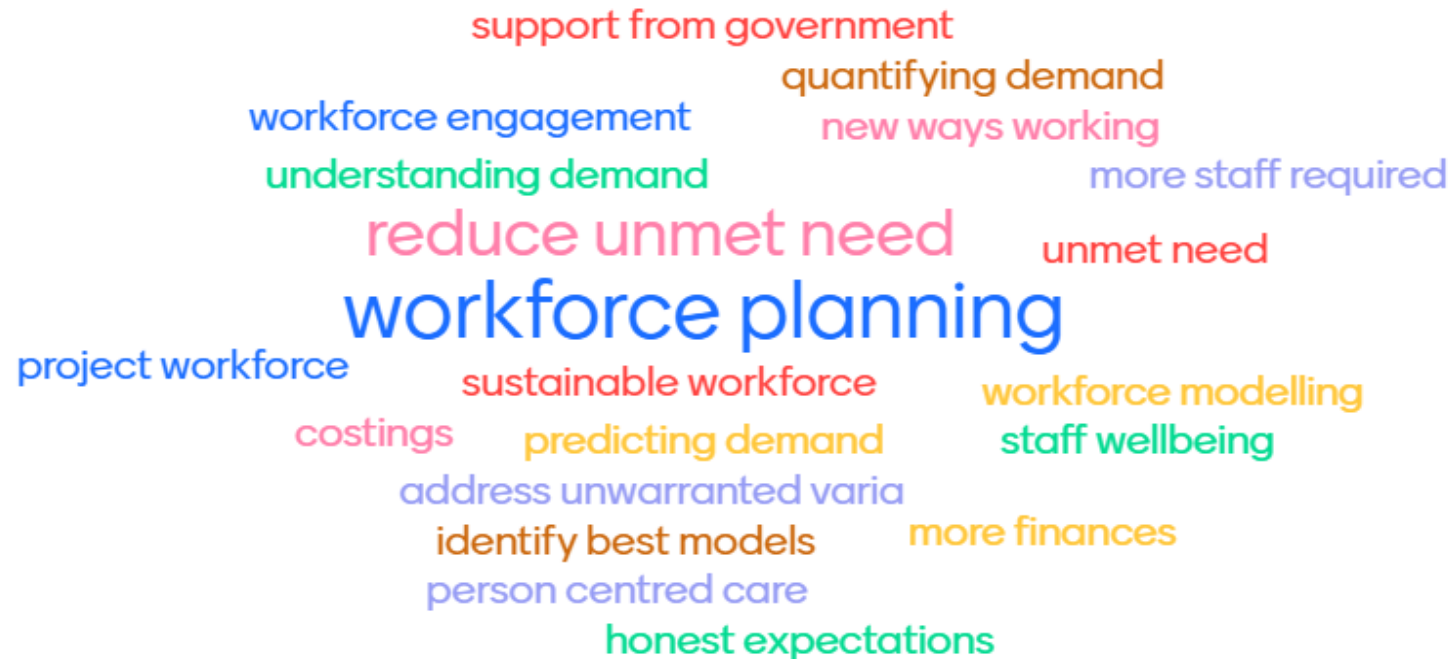 support from government
quantifying demand
workforce engagement
new ways working
understanding demand
more staff required
reduce unmet need
unmet need
workforce planning
project workforce
sustainable workforce
workforce modelling
costings
predicting demand
staff wellbeing
address unwarranted varia
identify best models
more finances
person centred care
honest expectations